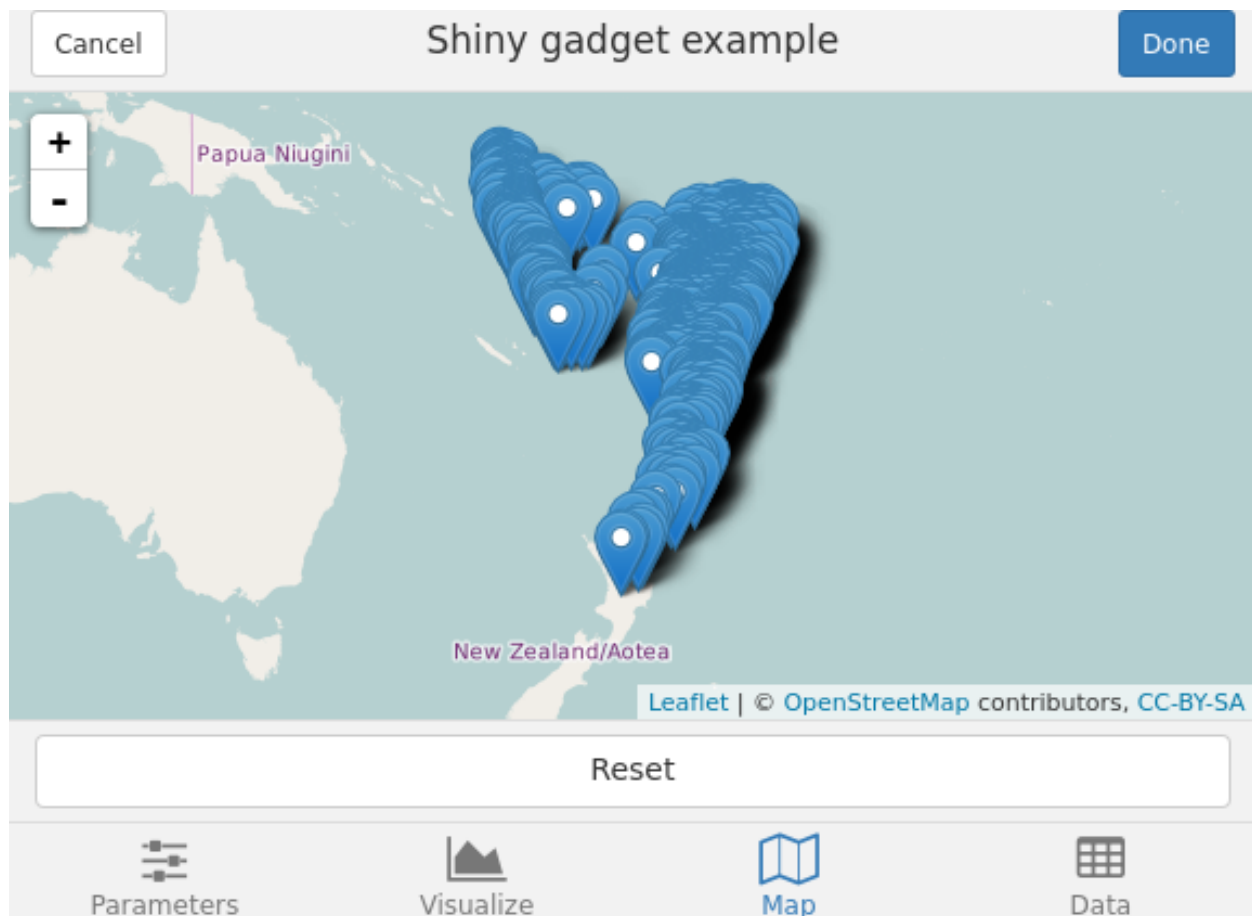 Cancel
Shiny gadget example
Done
+
-
Papua Niugini
New Zealand/Aotea
Leaflet | © OpenStreetMap contributors, CC-BY-SA
Reset
Parameters
Visualize
Map
Data